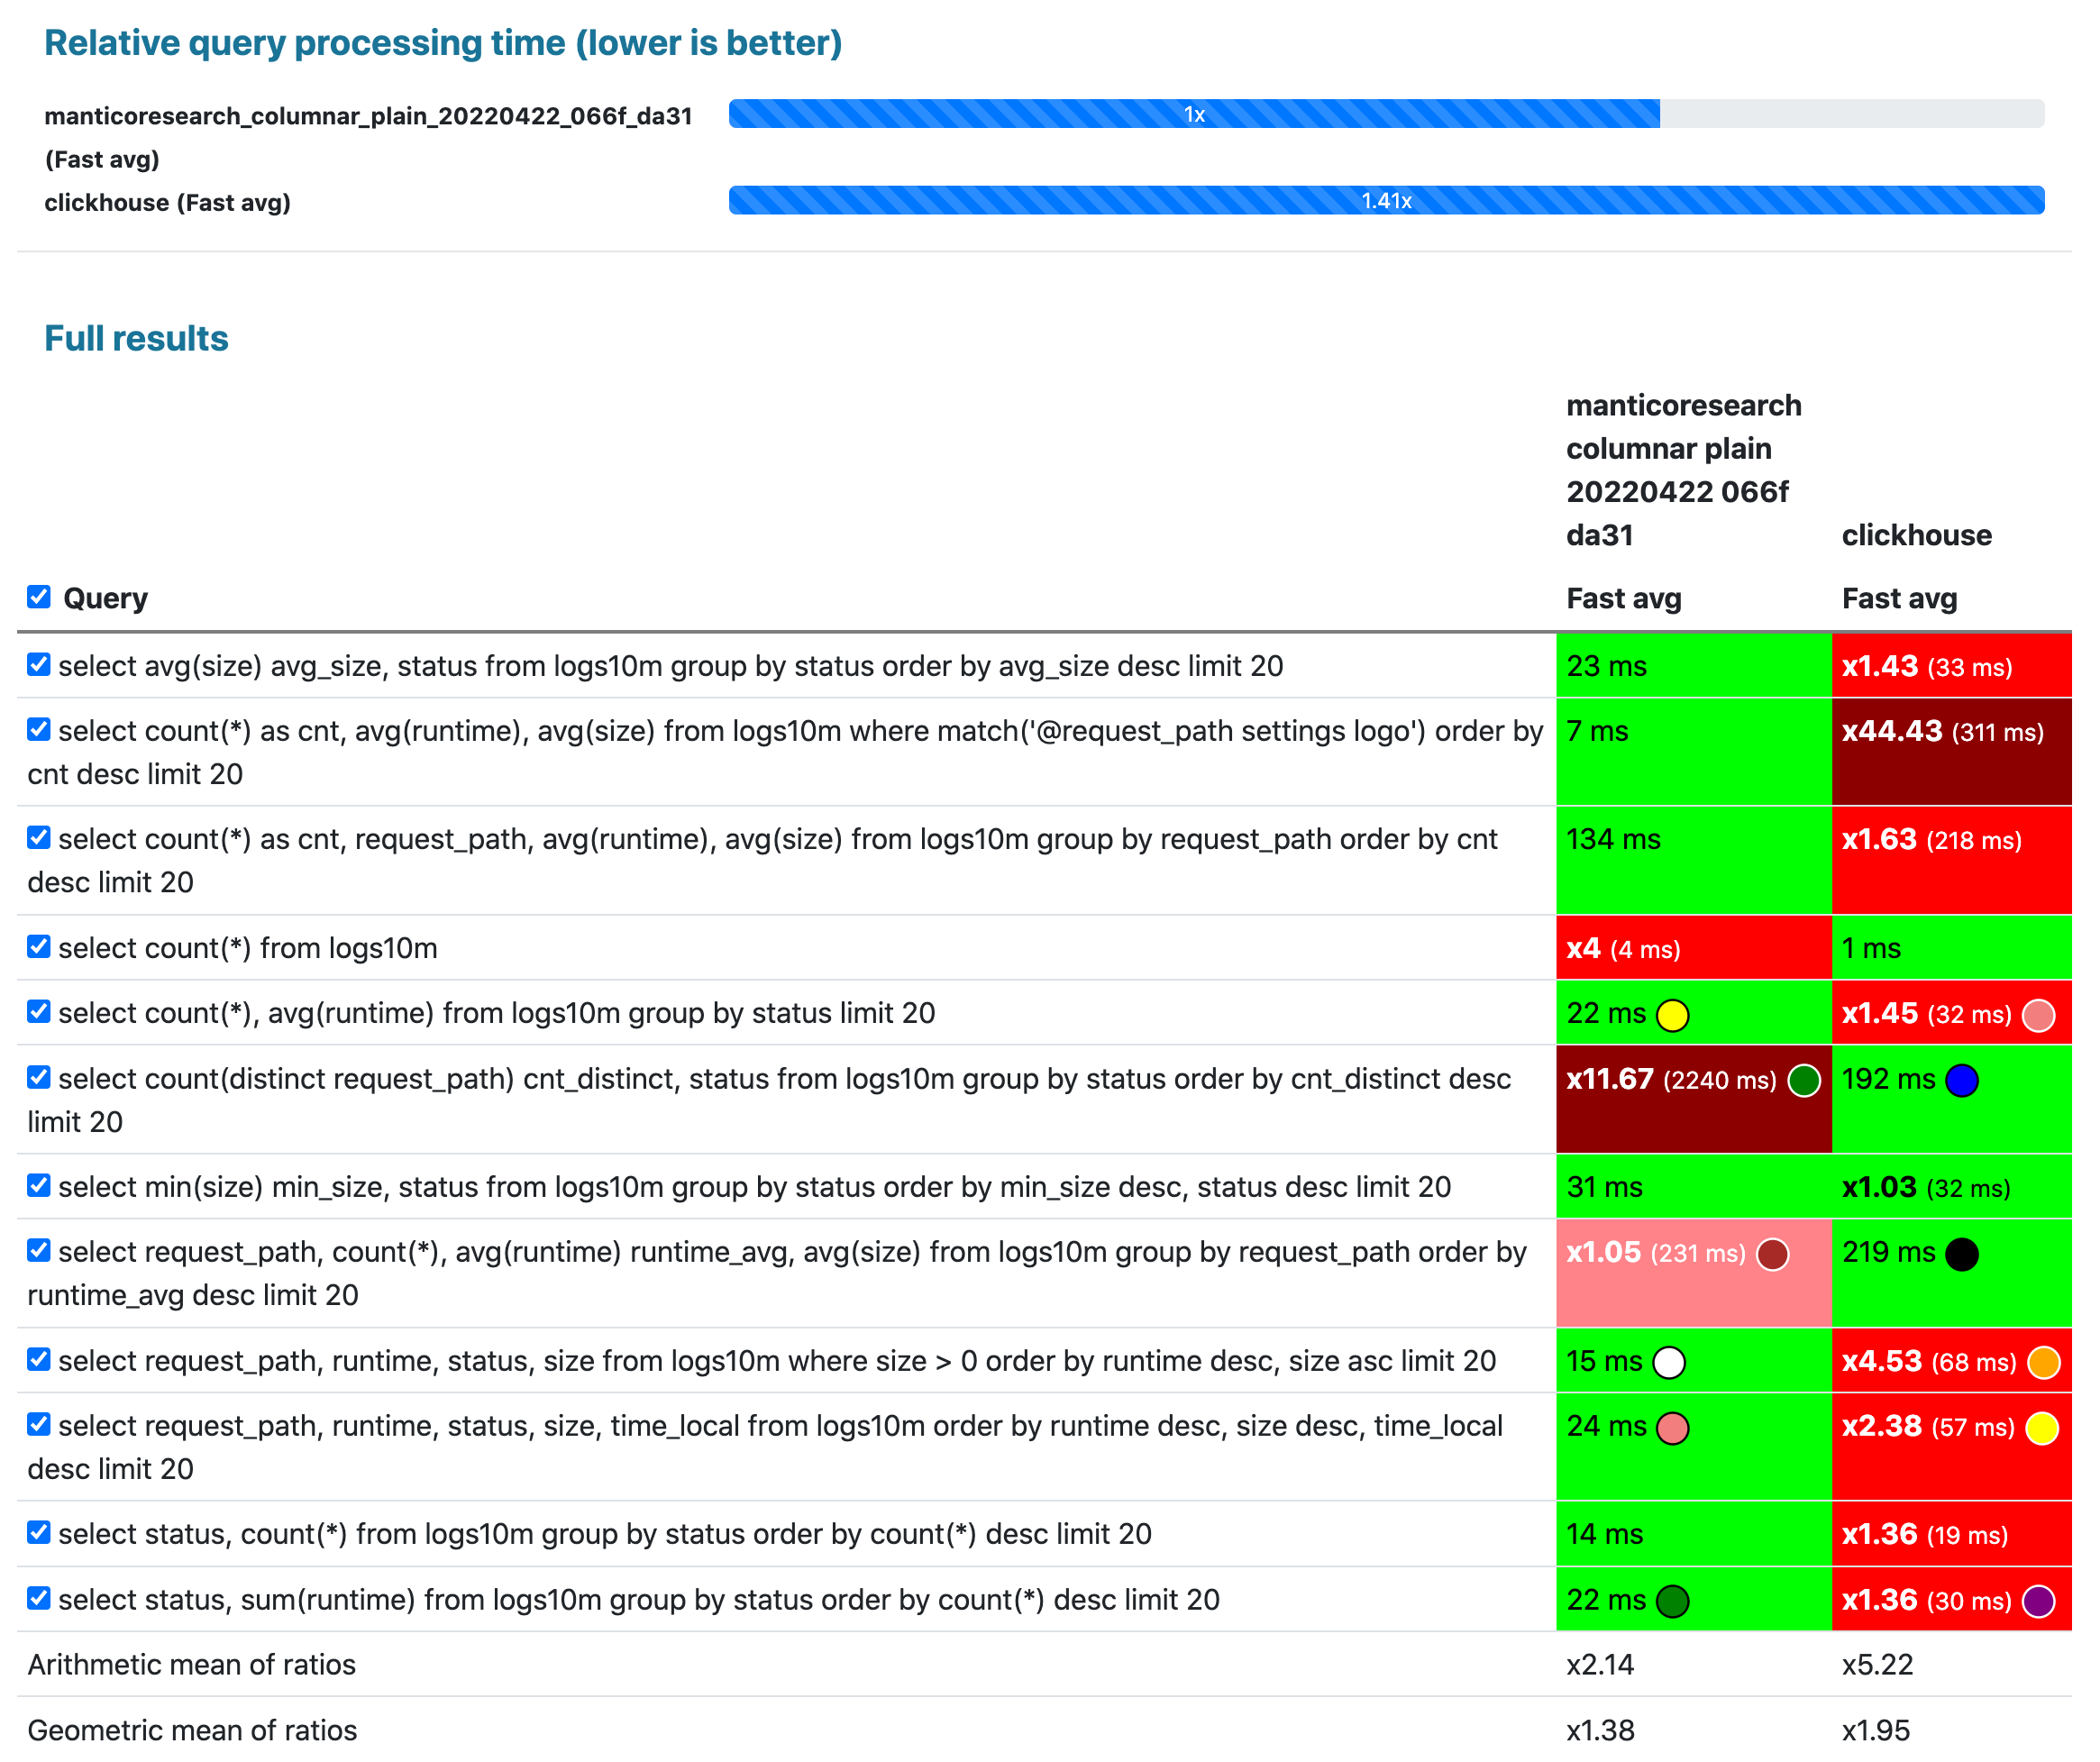 Relative query processing time (lower is better)
manticoresearch_columnar_plain_20220422_066f_da31
(Fast avg)
1x
clickhouse (Fast avg)
1.41x
Full results
manticoresearch
columnar plain
20220422 066f
da31
clickhouse
Query
Fast avg
Fast avg
select avg(size) avg_size, status from logs10m group by status order by avg_size desc limit 20
23 ms
x1.43 (33 ms)
select count(*) as cnt, avg(runtime), avg(size) from logs10m where match('@request_path settings logo') order by
cnt desc limit 20
7 ms
x44.43 (311 ms)
select count(*) as cnt, request_path, avg(runtime), avg(size) from logs10m group by request_path order by cnt
desc limit 20
134 ms
x1.63 (218 ms)
select count(*) from logs10m
x4 (4 ms)
1 ms
select count(*), avg(runtime) from logs10m group by status limit 20
22 ms
x1.45 (32 ms)
select count(distinct request_path) cnt_distinct, status from logs10m group by status order by cnt_distinct desc
limit 20
x11.67 (2240 ms)
192 ms
select min(size) min_size, status from logs10m group by status order by min_size desc, status desc limit 20
31 ms
x1.03 (32 ms)
select request_path, count(*), avg(runtime) runtime_avg, avg(size) from logs10m group by request_path order by
runtime_avg desc limit 20
x1.05 (231 ms)
219 ms
select request_path, runtime, status, size from logs10m where size > 0 order by runtime desc, size asc limit 20
15 ms
x4.53 (68 ms)
select request_path, runtime, status, size, time_local from logs10m order by runtime desc, size desc, time_local
desc limit 20
24 ms
x2.38 (57 ms)
select status, count(*) from logs10m group by status order by count(*) desc limit 20
14 ms
x1.36 (19 ms)
select status, sum(runtime) from logs10m group by status order by count(*) desc limit 20
22 ms
x1.36 (30 ms)
Arithmetic mean of ratios
x2.14
x5.22
Geometric mean of ratios
x1.38
x1.95